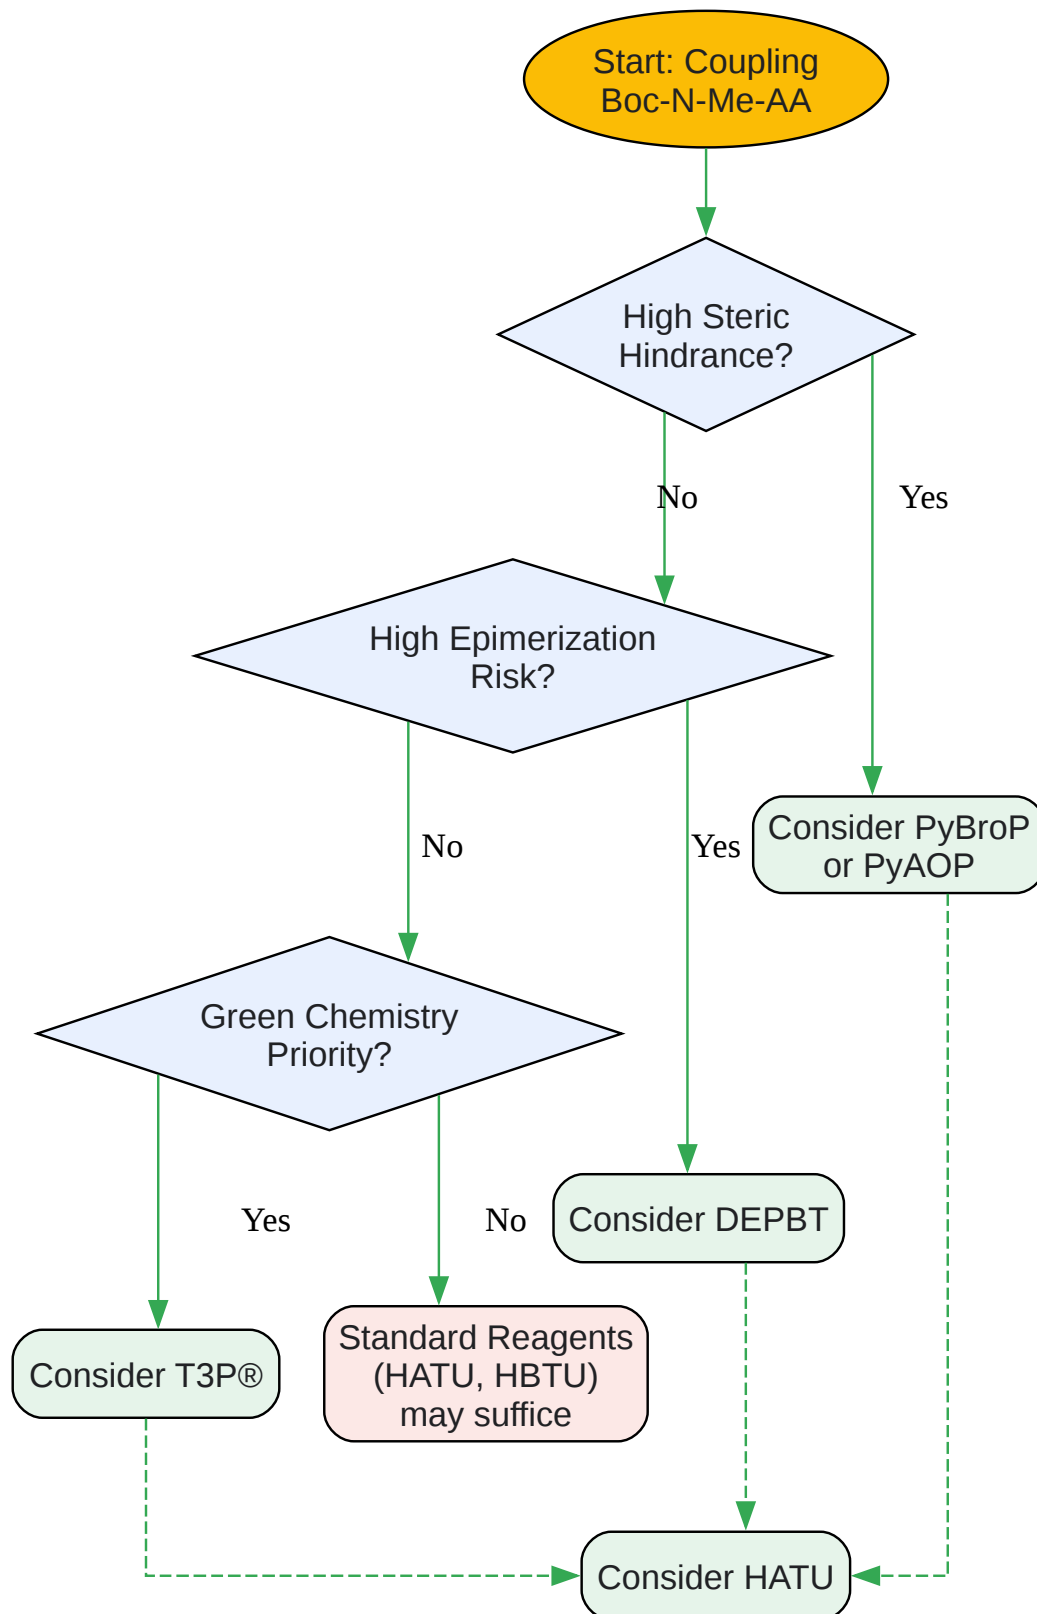 Start: Coupling
Boc-N-Me-AA
High Steric
Hindrance?
No
Yes
High Epimerization
Risk?
No
Yes
Consider PyBroP
or PyAOP
Green Chemistry
Priority?
Yes
No
Consider DEPBT
Standard Reagents
(HATU, HBTU)
may suffice
Consider T3P®
Consider HATU